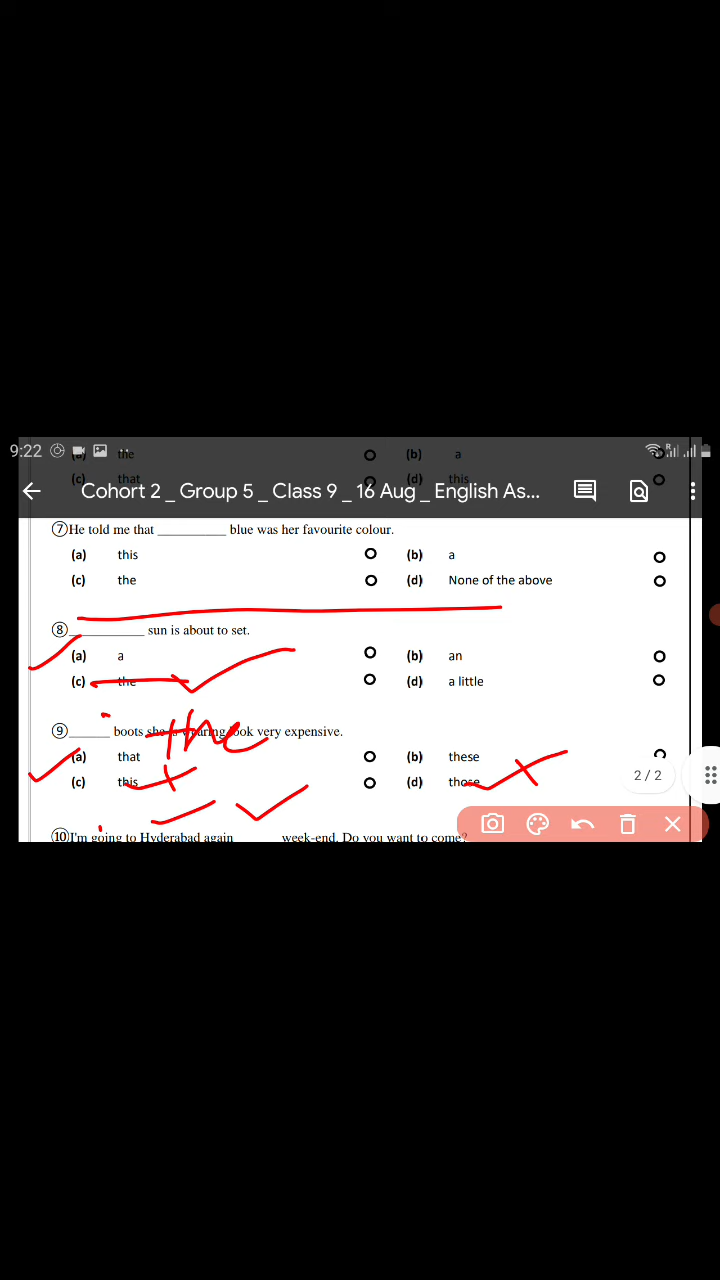 9:22
(a) the (b) a
(c) that (d) this
Cohort 2 _ Group 5 _ Class 9 _ 16 Aug _ English As...
⑦He told me that __________ blue was her favourite colour.
(a) this (b) a
(c) the (d) None of the above
⑧__________ sun is about to set.
(a) a (b) an
(c) the (d) a little
the
⑨______ boots she is wearing look very expensive.
(a) that (b) these
(c) this (d) those
2 / 2
⑩I'm going to Hyderabad again ______ week-end. Do you want to come?